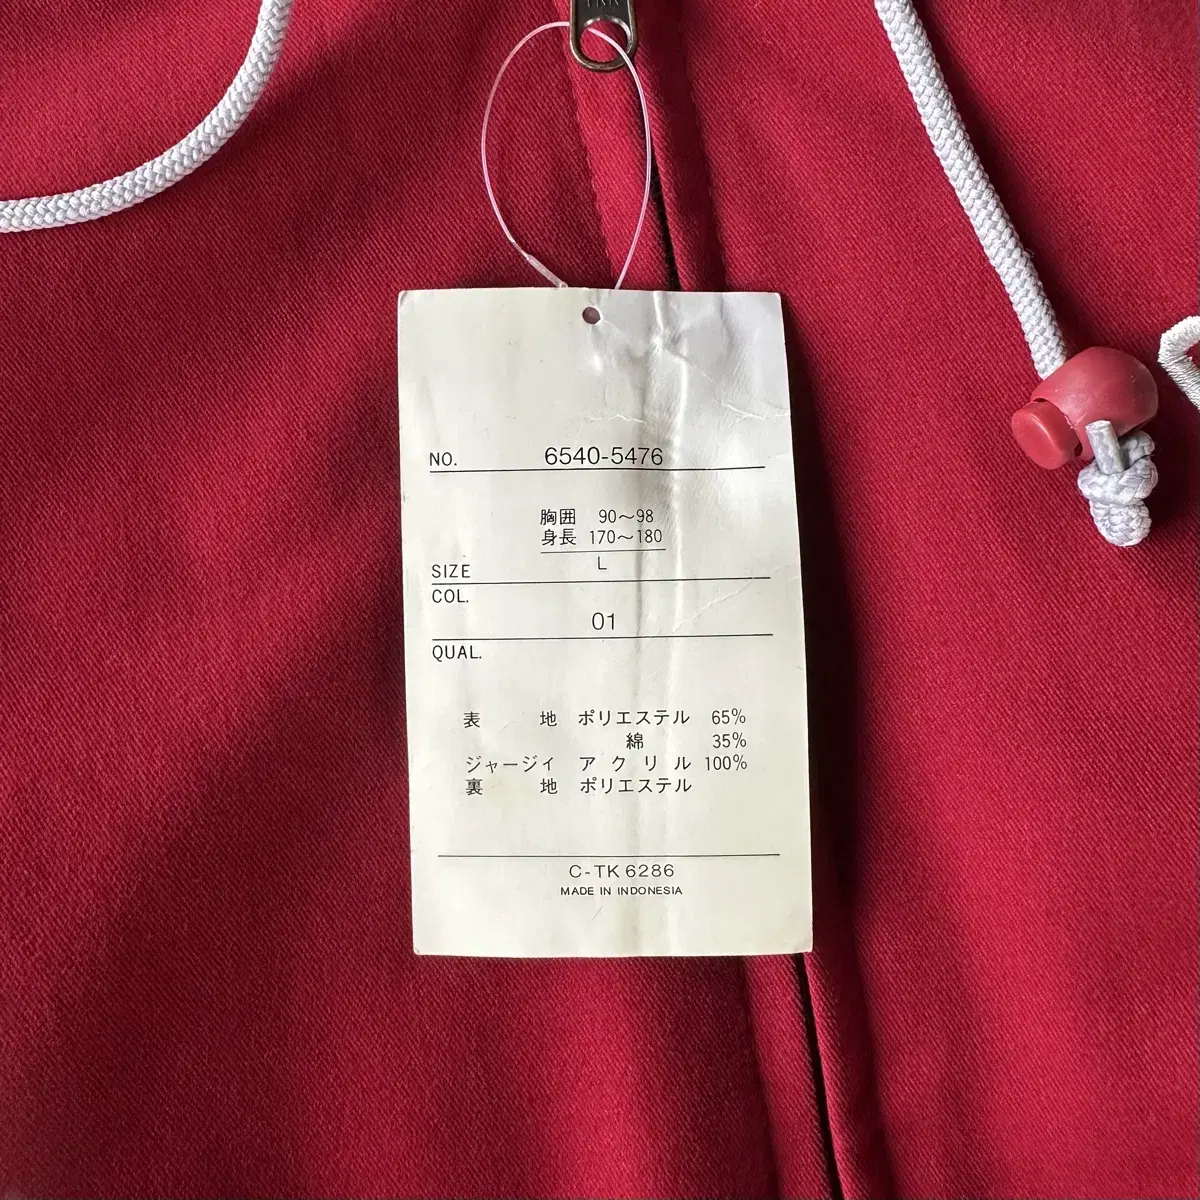 YKK
NO. 6540-5476
胸囲 90～98
身長 170～180
L
SIZE
COL.
01
QUAL.
表 地 ポリエステル 65%
綿 35%
ジャージィ アクリル 100%
裏 地 ポリエステル
C-TK 6286
MADE IN INDONESIA